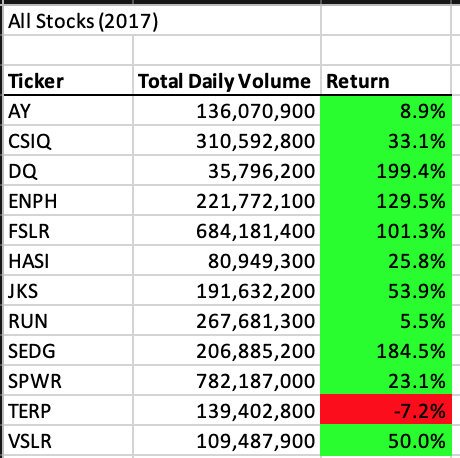 All Stocks (2017)
Ticker Total Daily Volume Return
AY 136,070,900 8.9%
CSIQ 310,592,800 33.1%
DQ 35,796,200 199.4%
ENPH 221,772,100 129.5%
FSLR 684,181,400 101.3%
HASI 80,949,300 25.8%
JKS 191,632,200 53.9%
RUN 267,681,300 5.5%
SEDG 206,885,200 184.5%
SPWR 782,187,000 23.1%
TERP 139,402,800 -7.2%
VSLR 109,487,900 50.0%